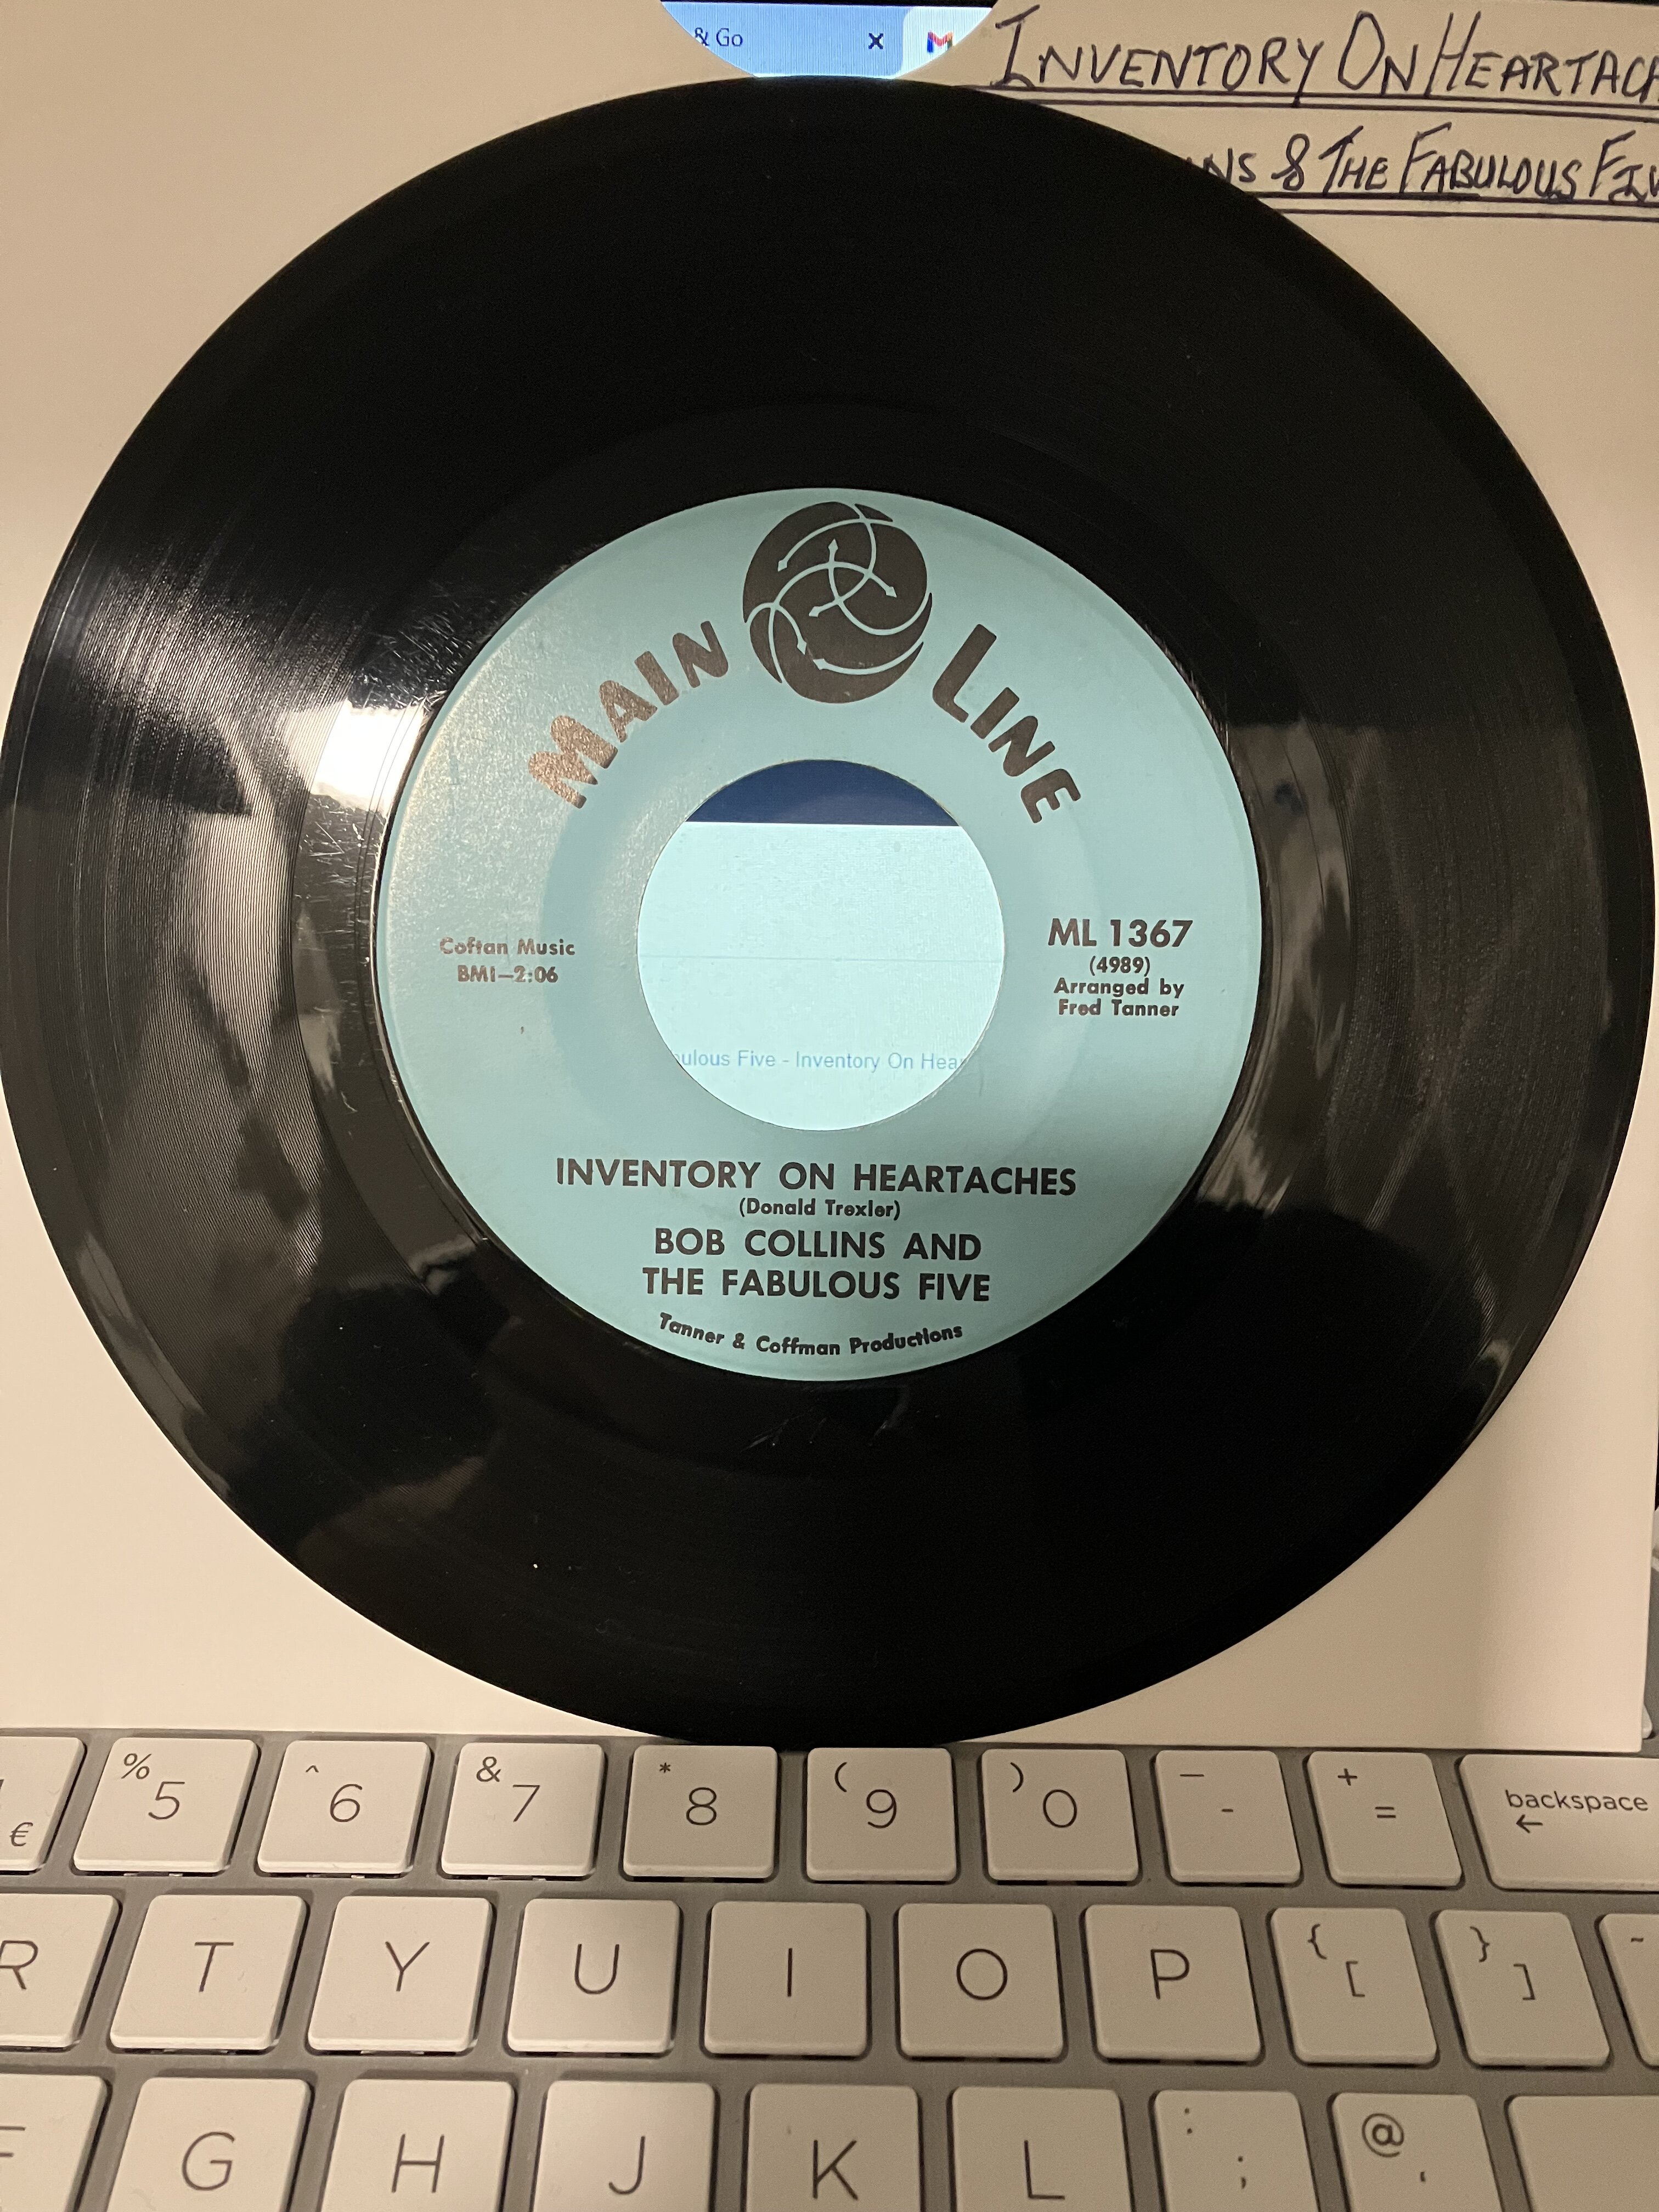 & Go x
INVENTORY ON HEARTAC
NS & THE FABULOUS FIV
MAIN LINE
Coftan Music
BMI—2:06
ML 1367
(4989)
Arranged by
Fred Tanner
ulous Five - Inventory On Hea
INVENTORY ON HEARTACHES
(Donald Trexler)
BOB COLLINS AND
THE FABULOUS FIVE
Tanner & Coffman Productions
€ % 5 ^ 6 & 7 * 8 ( 9 ) 0 — - + = backspace ←
R T Y U I O P { [ } ] ~
F G H J K L : ; @ '